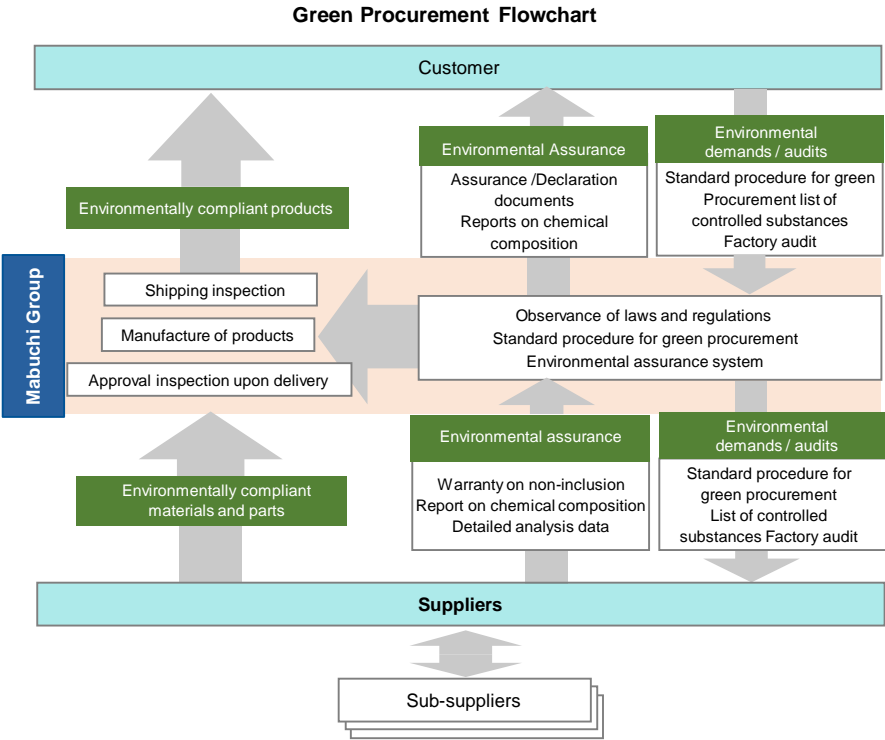 Green Procurement Flowchart
Customer
Environmentally compliant products
Environmental Assurance
Assurance /Declaration
documents
Reports on chemical
composition
Environmental
demands / audits
Standard procedure for green
Procurement list of
controlled substances
Factory audit
Mabuchi Group
Shipping inspection
Manufacture of products
Approval inspection upon delivery
Observance of laws and regulations
Standard procedure for green procurement
Environmental assurance system
Environmentally compliant
materials and parts
Environmental assurance
Warranty on non-inclusion
Report on chemical composition
Detailed analysis data
Environmental
demands / audits
Standard procedure for
green procurement
List of controlled
substances Factory audit
Suppliers
Sub-suppliers